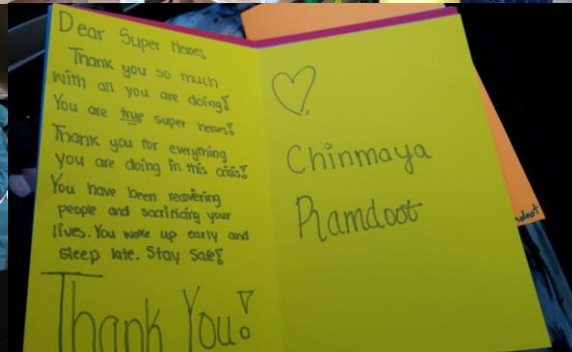 Dear Super Heroes
Thank you so much
with all you are doing!
You are true super heroes!
Thank you for everything
you are doing in this crisis!
You have been recovering
people and sacrificing your
lives. You wake up early and
sleep late. Stay Safe!
Thank You!
Chinmaya
Ramdoot